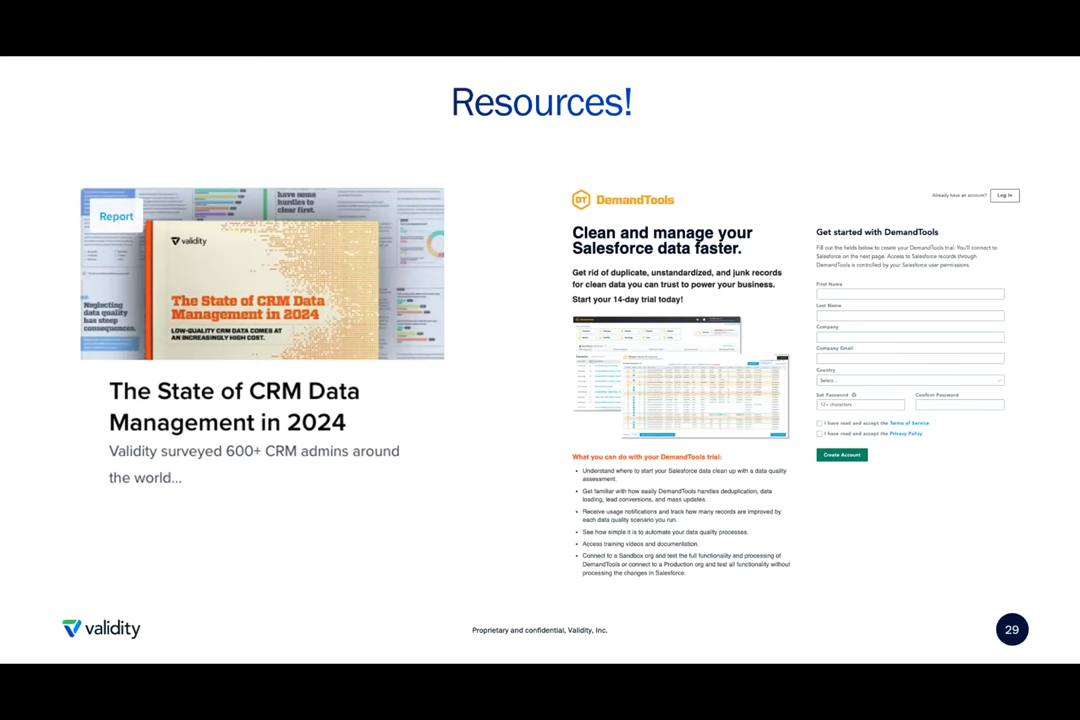 Resources!
Report
have some
hurdles to
clear first.
validity
The State of CRM Data
Management in 2024
LOW-QUALITY CRM DATA COMES AT
AN INCREASINGLY HIGH COST.
Neglecting
data quality
has steep
consequences.
The State of CRM Data
Management in 2024
Validity surveyed 600+ CRM admins around
the world...
DT DemandTools
Clean and manage your
Salesforce data faster.
Get rid of duplicate, unstandardized, and junk records
for clean data you can trust to power your business.
Start your 14-day trial today!
What you can do with your DemandTools trial:
• Understand where to start your Salesforce data clean up with a data quality
assessment.
• Get familiar with how easily DemandTools handles deduplication, data
loading, lead conversions, and mass updates.
• Receive usage notifications and track how many records are improved by
each data quality scenario you run.
• See how simple it is to automate your data quality processes.
• Access training videos and documentation.
• Connect to a Sandbox org and test the full functionality and processing of
DemandTools or connect to a Production org and test all functionality without
processing the changes in Salesforce.
Already have an account? Log In
Get started with DemandTools
Fill out the fields below to create your DemandTools trial. You'll connect to
Salesforce on the next page. Access to Salesforce records through
DemandTools is controlled by your Salesforce user permissions.
First Name
Last Name
Company
Company Email
Country
Select...
Set Password
Confirm Password
12+ characters
I have read and accept the Terms of Service
I have read and accept the Privacy Policy
Create Account
validity
Proprietary and confidential, Validity, Inc.
29